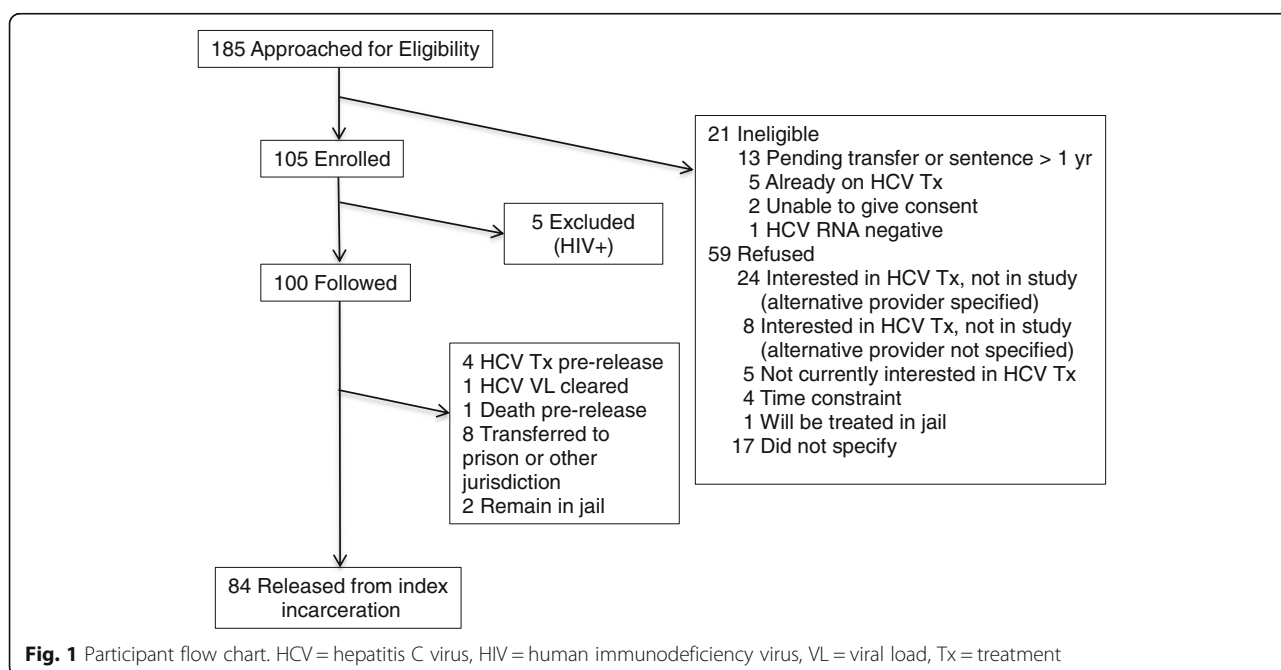 185 Approached for Eligibility
105 Enrolled
5 Excluded
(HIV+)
100 Followed
21 Ineligible
13 Pending transfer or sentence > 1 yr
5 Already on HCV Tx
2 Unable to give consent
1 HCV RNA negative
59 Refused
24 Interested in HCV Tx, not in study
(alternative provider specified)
8 Interested in HCV Tx, not in study
(alternative provider not specified)
5 Not currently interested in HCV Tx
4 Time constraint
1 Will be treated in jail
17 Did not specify
4 HCV Tx pre-release
1 HCV VL cleared
1 Death pre-release
8 Transferred to
prison or other
jurisdiction
2 Remain in jail
84 Released from index
incarceration
Fig. 1 Participant flow chart. HCV = hepatitis C virus, HIV = human immunodeficiency virus, VL = viral load, Tx = treatment